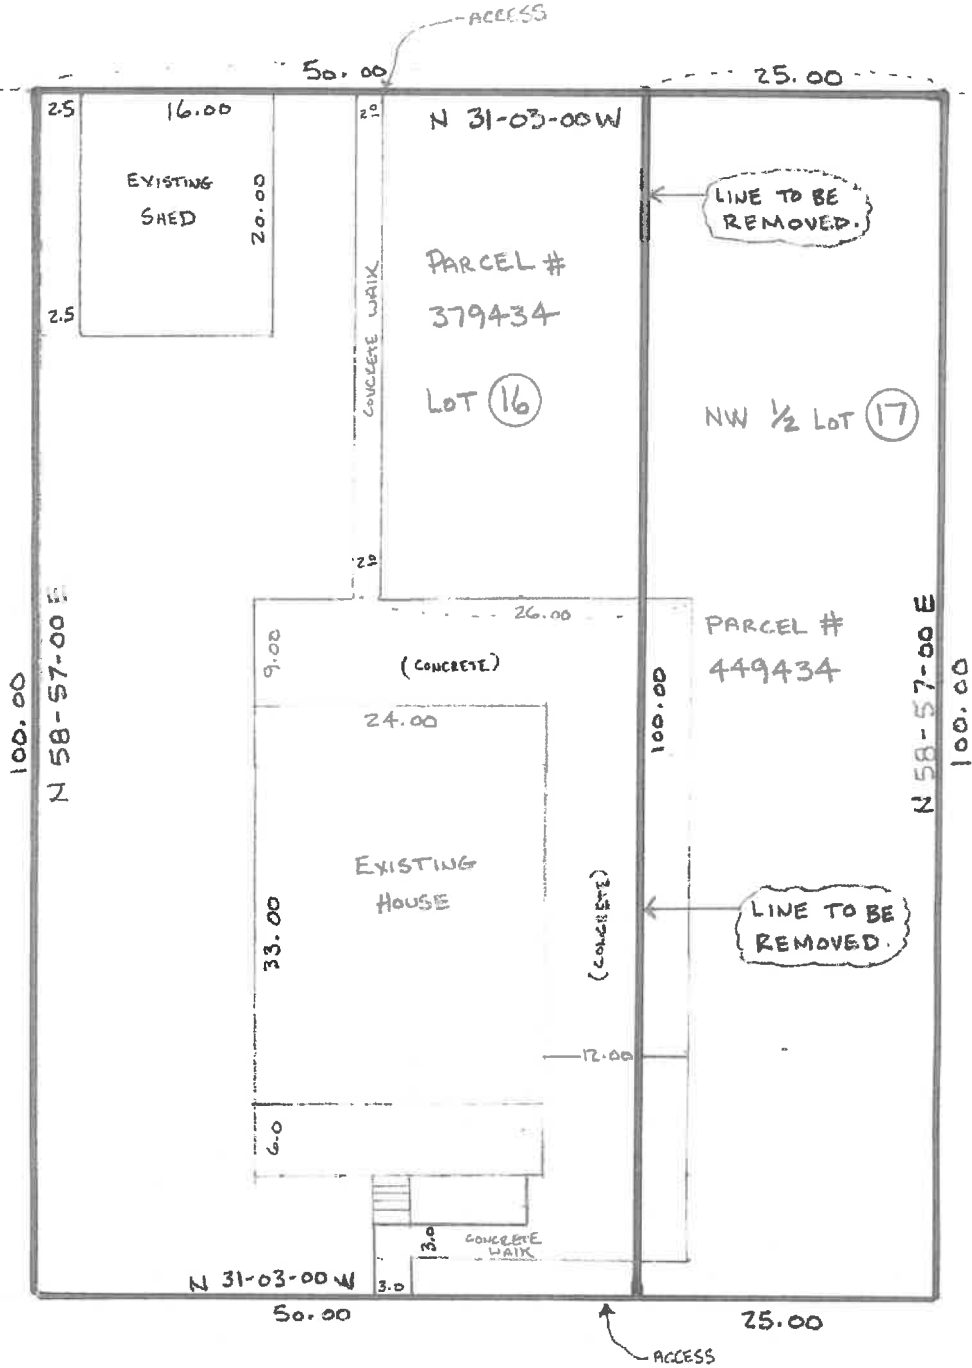 ACCESS
50.00
25.00
2.5
16.00
N 31-03-00 W
EXISTING
SHED
20.00
LINE TO BE
REMOVED.
PARCEL #
379434
2.5
CONCRETE WALK
LOT 16
NW 1/2 LOT 17
26.00
PARCEL #
449434
9.00
(CONCRETE)
24.00
100.00
N 58-57-00 E
100.00
N 58-57-00 E
100.00
EXISTING
HOUSE
33.00
(CONCRETE)
LINE TO BE
REMOVED.
12.00
6.0
3.0
CONCRETE
WALK
N 31-03-00 W
3.0
50.00
25.00
ACCESS